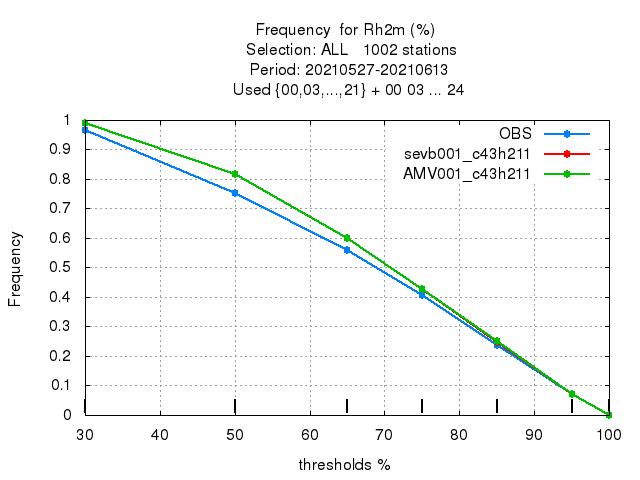 Frequency  for Rh2m (%)
Selection: ALL   1002 stations
Period: 20210527-20210613
Used {00,03,...,21} + 00 03 ... 24
OBS
sevb001_c43h211
AMV001_c43h211
1
0.9
0.8
0.7
0.6
0.5
0.4
0.3
0.2
0.1
0
Frequency
30 40 50 60 70 80 90 100
thresholds %